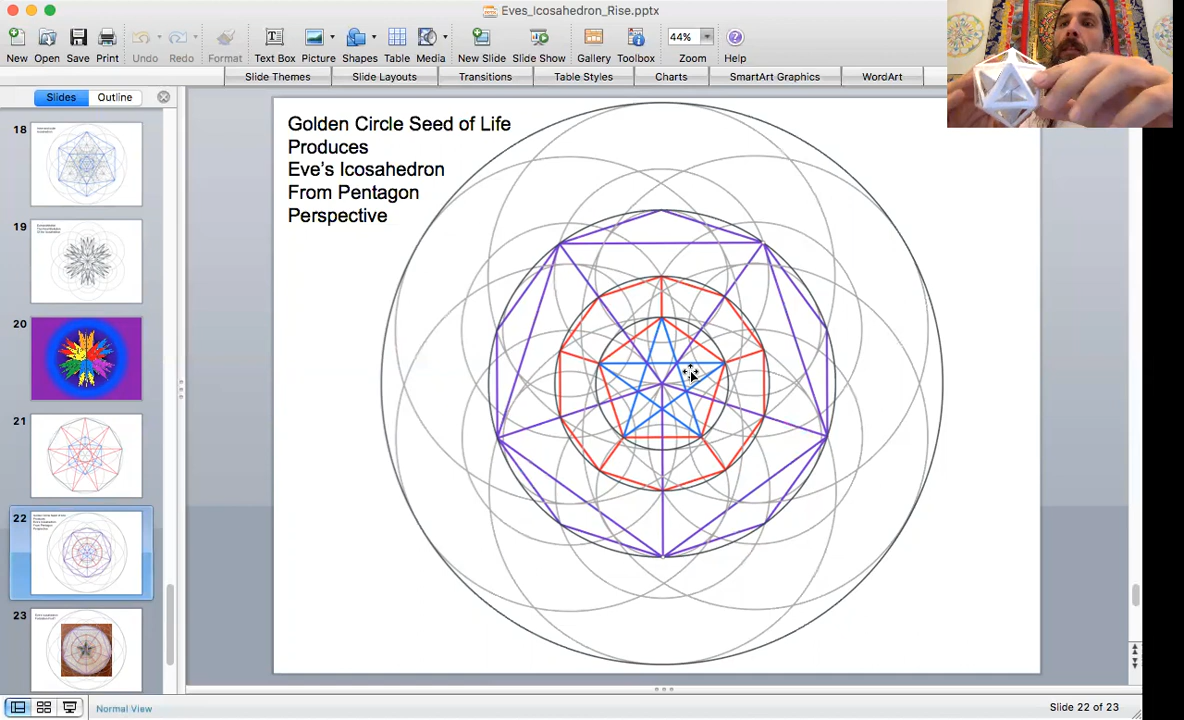 Eves_Icosahedron_Rise.pptx
New Open Save Print Undo Redo Format Text Box Picture Shapes Table Media New Slide Slide Show Gallery Toolbox Zoom Help
44%
Slide Themes Slide Layouts Transitions Table Styles Charts SmartArt Graphics WordArt
Slides Outline
18
19
20
21
22
23
Golden Circle Seed of Life
Produces
Eve's Icosahedron
From Pentagon
Perspective
Normal View
Slide 22 of 23